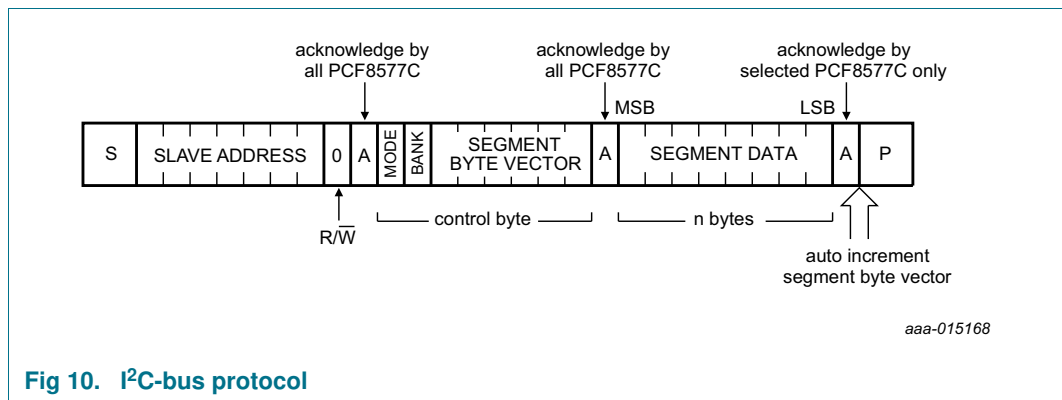 acknowledge by
all PCF8577C
acknowledge by
all PCF8577C
acknowledge by
selected PCF8577C only
MSB
LSB
S
SLAVE ADDRESS
0
A
MODE
BANK
SEGMENT
BYTE VECTOR
A
SEGMENT DATA
A
P
R/W̅
control byte
n bytes
auto increment
segment byte vector
aaa-015168
Fig 10. I²C-bus protocol